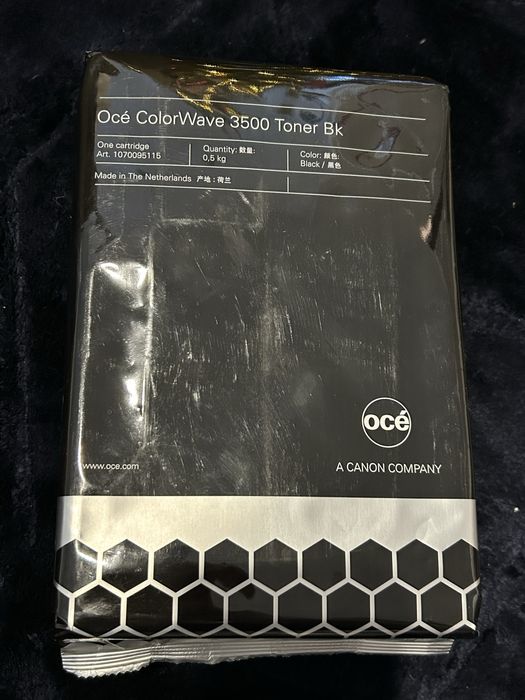 Océ ColorWave 3500 Toner Bk
One cartridge
Art. 1070095115
Quantity: 数量:
0,5 kg
Color: 颜色:
Black / 黑色
Made in The Netherlands 产地：荷兰
océ
www.oce.com
A CANON COMPANY